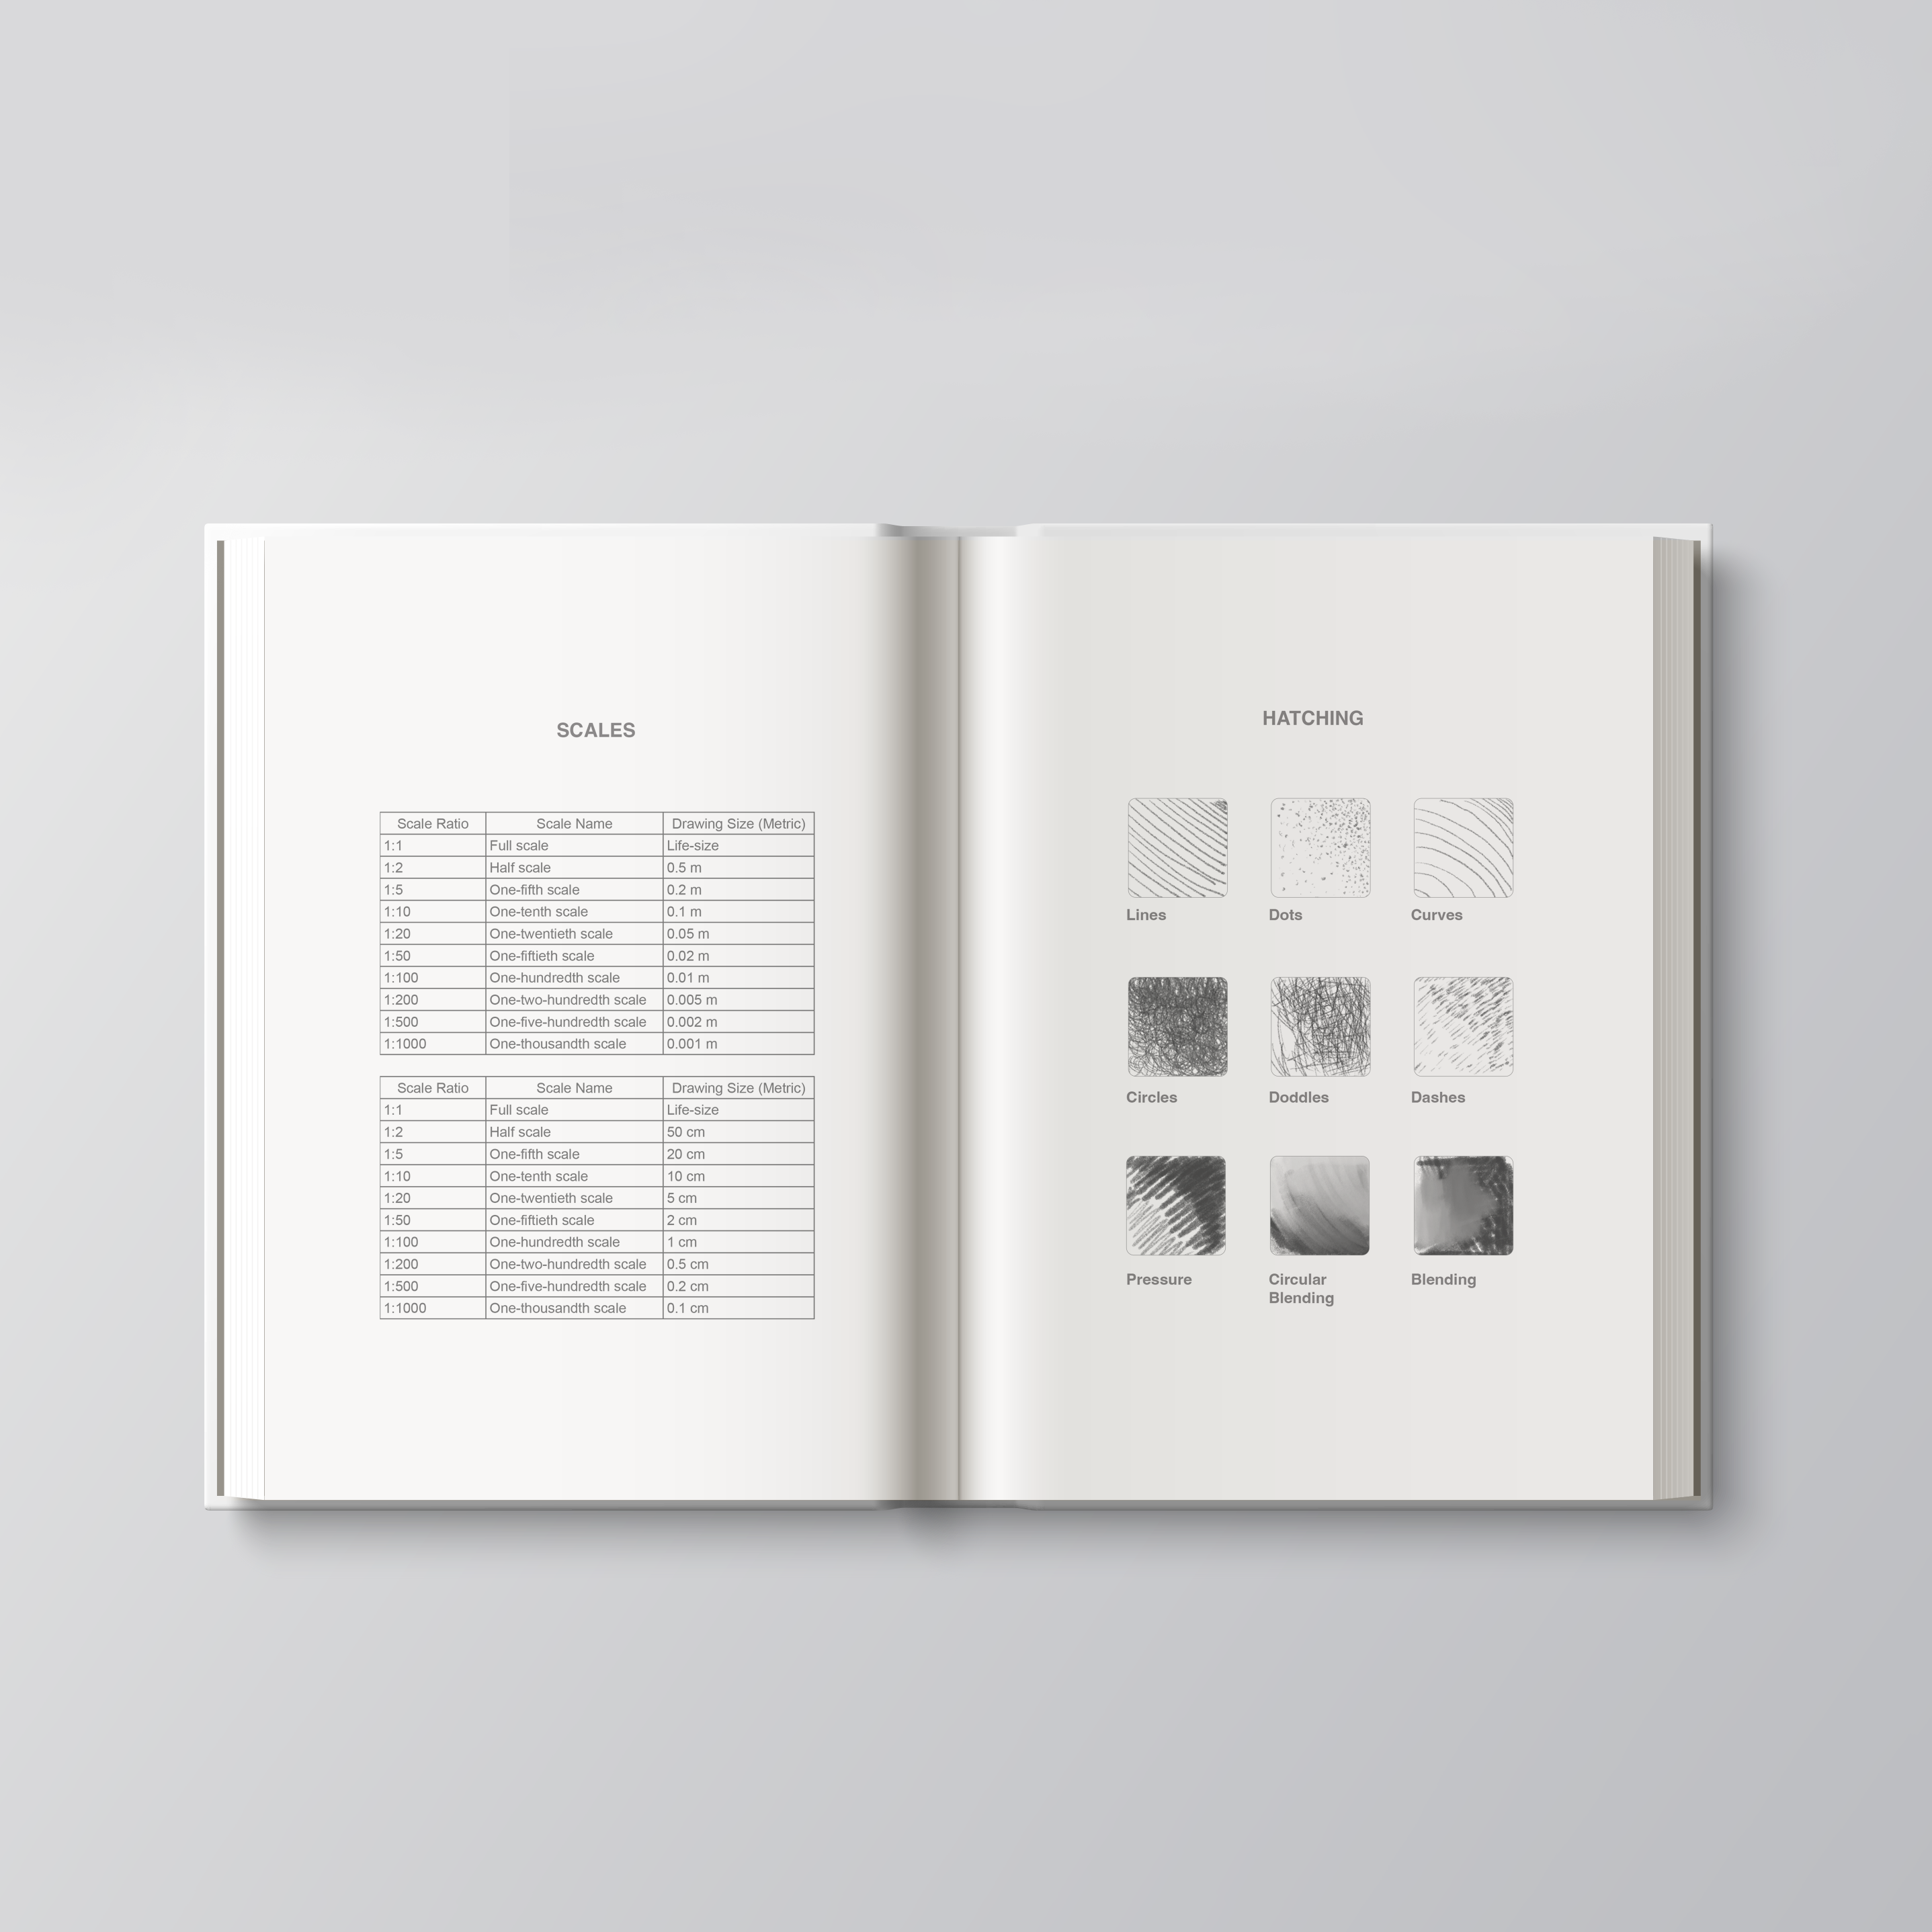 SCALES
Scale Ratio Scale Name Drawing Size (Metric)
1:1 Full scale Life-size
1:2 Half scale 0.5 m
1:5 One-fifth scale 0.2 m
1:10 One-tenth scale 0.1 m
1:20 One-twentieth scale 0.05 m
1:50 One-fiftieth scale 0.02 m
1:100 One-hundredth scale 0.01 m
1:200 One-two-hundredth scale 0.005 m
1:500 One-five-hundredth scale 0.002 m
1:1000 One-thousandth scale 0.001 m
Scale Ratio Scale Name Drawing Size (Metric)
1:1 Full scale Life-size
1:2 Half scale 50 cm
1:5 One-fifth scale 20 cm
1:10 One-tenth scale 10 cm
1:20 One-twentieth scale 5 cm
1:50 One-fiftieth scale 2 cm
1:100 One-hundredth scale 1 cm
1:200 One-two-hundredth scale 0.5 cm
1:500 One-five-hundredth scale 0.2 cm
1:1000 One-thousandth scale 0.1 cm
HATCHING
Lines Dots Curves
Circles Doddles Dashes
Pressure Circular Blending
Blending